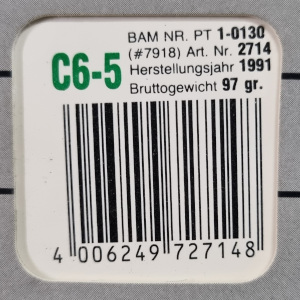 BAM NR. PT 1-0130
(#7918) Art. Nr. 2714
C6-5
Herstellungsjahr 1991
Bruttogewicht 97 gr.
4 006249 727148